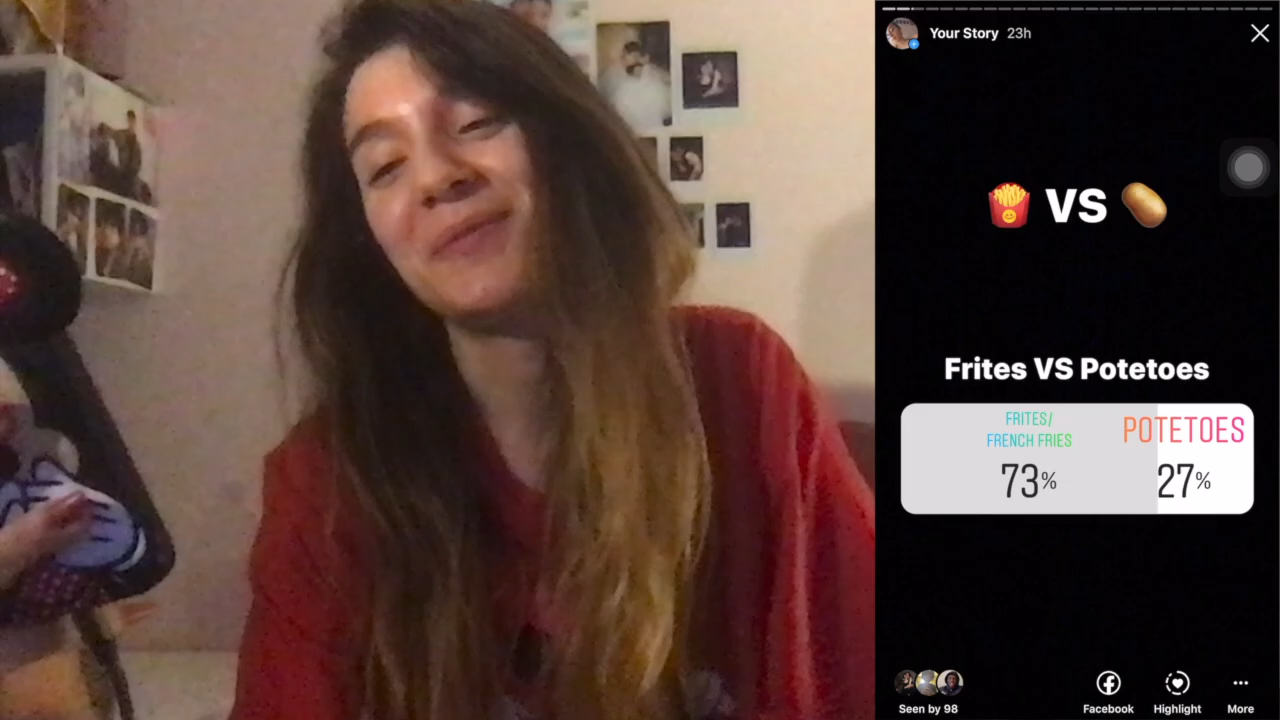 Your Story 23h
VS
Frites VS Potetoes
FRITES/
FRENCH FRIES
POTETOES
73%
27%
Seen by 98
Facebook
Highlight
More